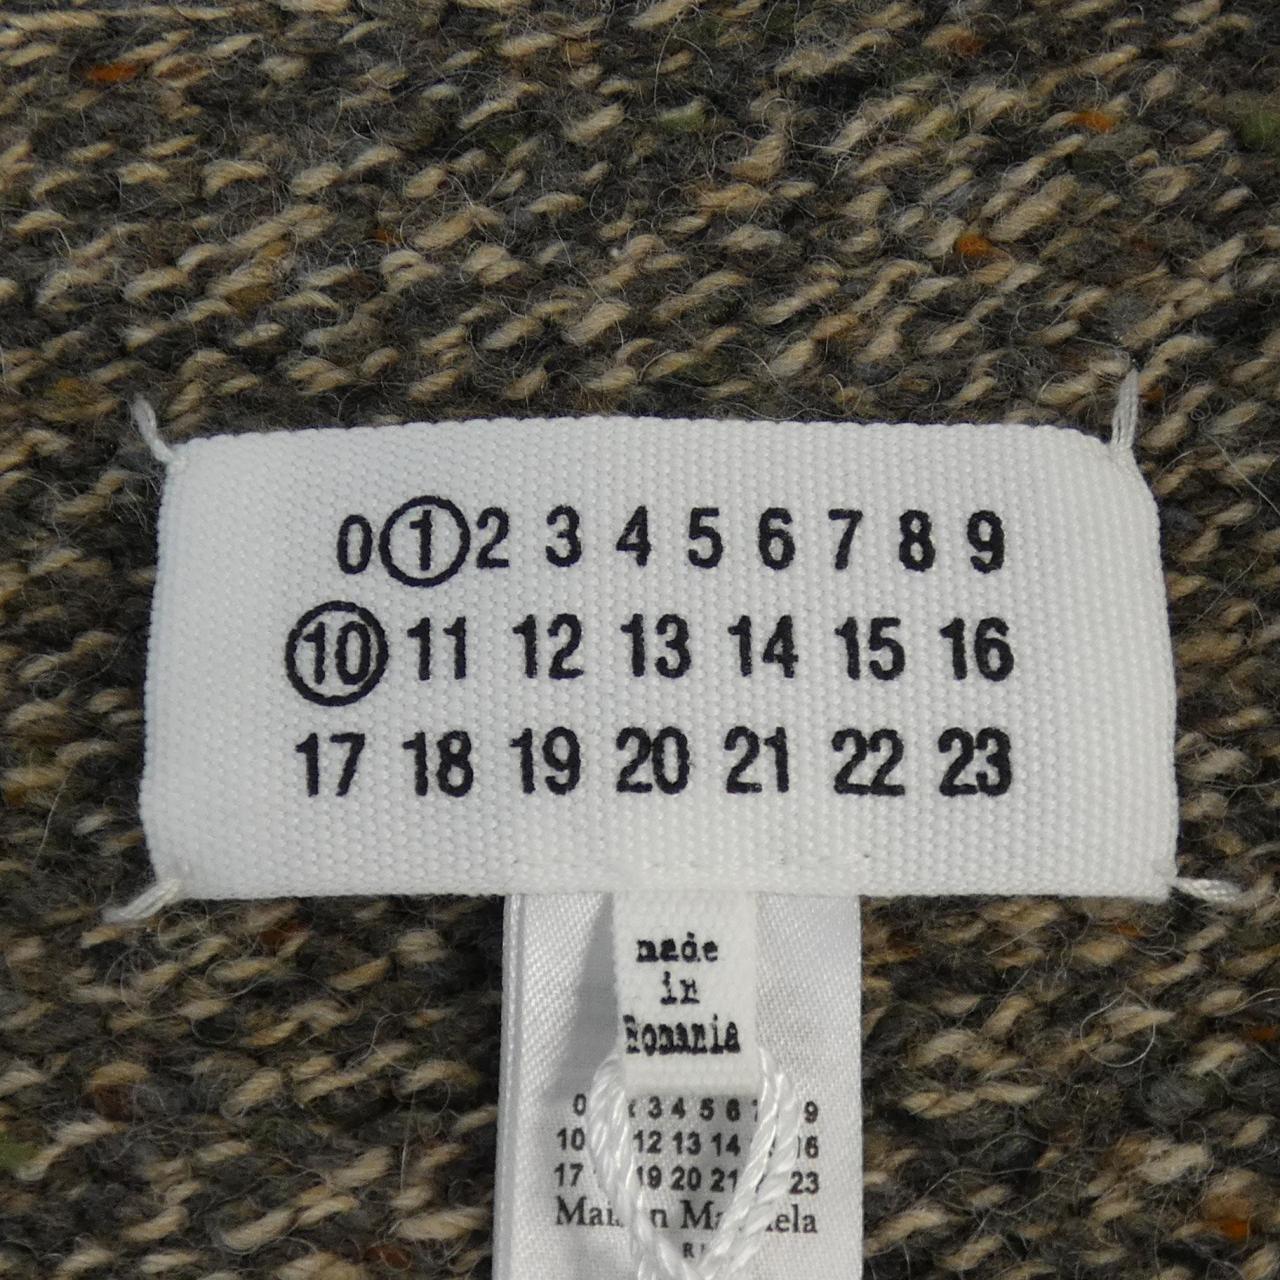 0 1 2 3 4 5 6 7 8 9
10 11 12 13 14 15 16
17 18 19 20 21 22 23
made
in
Romania
0 3 4 5 6 9
10 12 13 14 16
17 19 20 21 23